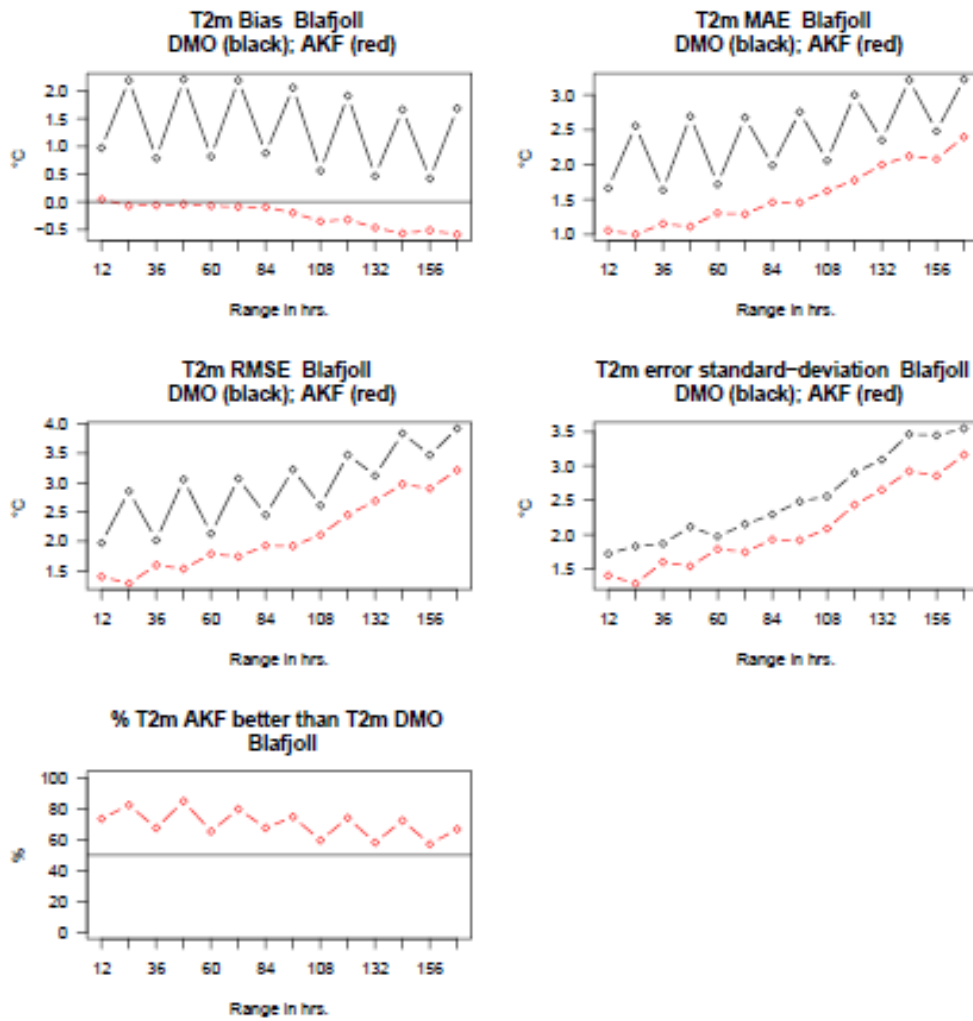 T2m Bias Blafjoll
DMO (black); AKF (red)
°C
2.0
1.5
1.0
0.5
0.0
−0.5
12 36 60 84 108 132 156
Range in hrs.
T2m MAE Blafjoll
DMO (black); AKF (red)
°C
3.0
2.5
2.0
1.5
1.0
12 36 60 84 108 132 156
Range in hrs.
T2m RMSE Blafjoll
DMO (black); AKF (red)
°C
4.0
3.5
3.0
2.5
2.0
1.5
12 36 60 84 108 132 156
Range in hrs.
T2m error standard−deviation Blafjoll
DMO (black); AKF (red)
°C
3.5
3.0
2.5
2.0
1.5
12 36 60 84 108 132 156
Range in hrs.
% T2m AKF better than T2m DMO
Blafjoll
%
100
80
60
40
20
0
12 36 60 84 108 132 156
Range in hrs.